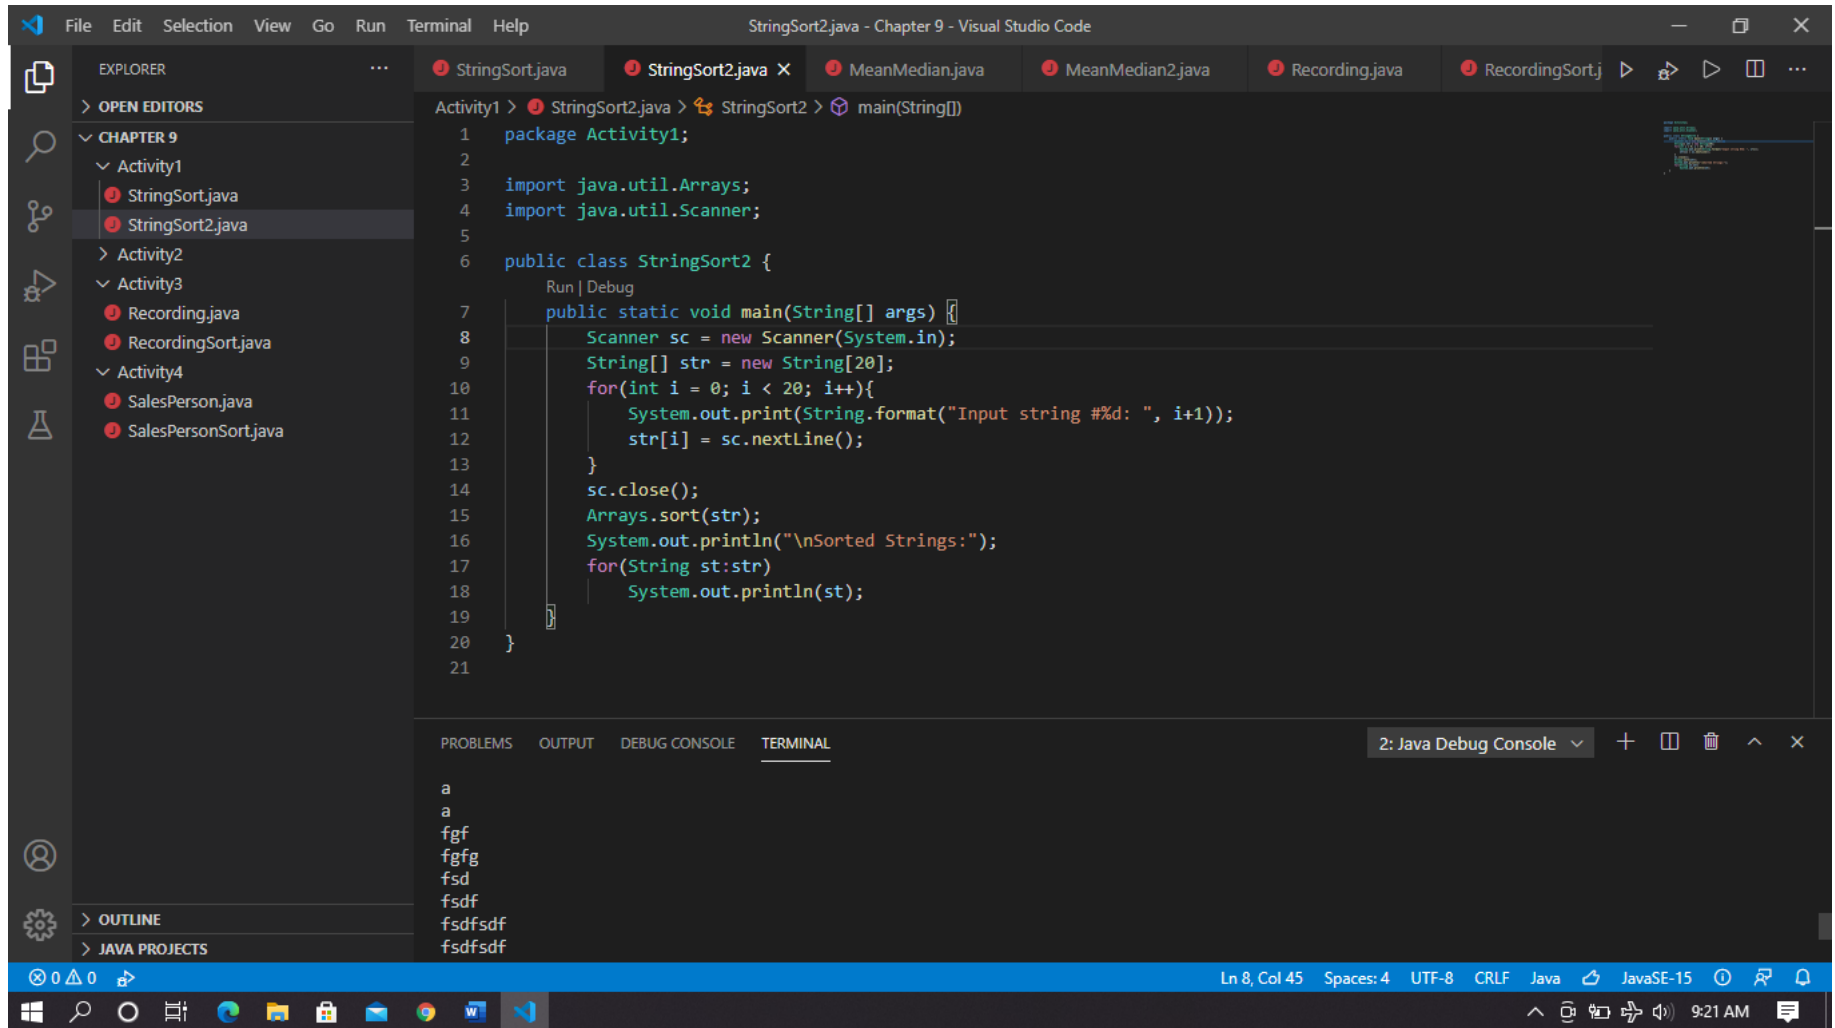 File Edit Selection View Go Run Terminal Help StringSort2.java - Chapter 9 - Visual Studio Code
EXPLORER ··· StringSort.java StringSort2.java MeanMedian.java MeanMedian2.java Recording.java RecordingSort.j
OPEN EDITORS
Activity1 > StringSort2.java > StringSort2 > main(String[])
CHAPTER 9
Activity1
StringSort.java
StringSort2.java
Activity2
Activity3
Recording.java
RecordingSort.java
Activity4
SalesPerson.java
SalesPersonSort.java
OUTLINE
JAVA PROJECTS
1 package Activity1;
2
3 import java.util.Arrays;
4 import java.util.Scanner;
5
6 public class StringSort2 {
Run | Debug
7 public static void main(String[] args) {
8 Scanner sc = new Scanner(System.in);
9 String[] str = new String[20];
10 for(int i = 0; i < 20; i++){
11 System.out.print(String.format("Input string #%d: ", i+1));
12 str[i] = sc.nextLine();
13 }
14 sc.close();
15 Arrays.sort(str);
16 System.out.println("\nSorted Strings:");
17 for(String st:str)
18 System.out.println(st);
19 }
20 }
21
PROBLEMS OUTPUT DEBUG CONSOLE TERMINAL 2: Java Debug Console
a
a
fgf
fgfg
fsd
fsdf
fsdfsdf
fsdfsdf
0 0 Ln 8, Col 45 Spaces: 4 UTF-8 CRLF Java JavaSE-15
9:21 AM